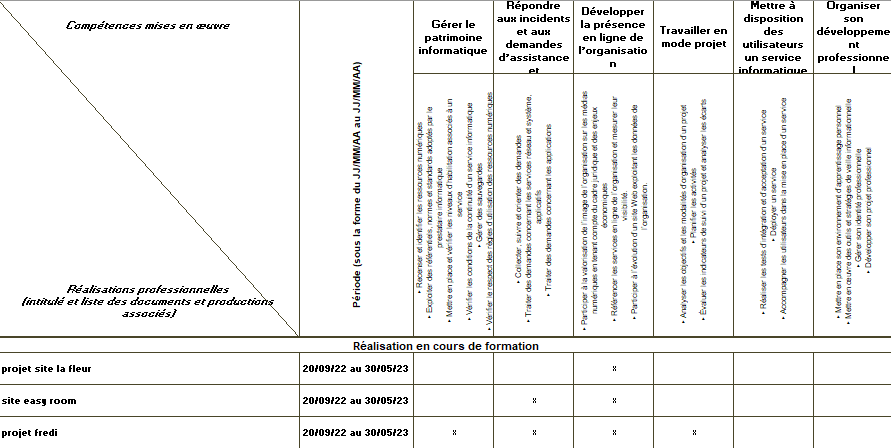 Compétences mises en œuvre
Réalisations professionnelles
(intitulé et liste des documents et productions
associés)
Période (sous la forme du JJ/MM/AA au JJ/MM/AA)
Gérer le
patrimoine
informatique
Répondre
aux incidents
et aux
demandes
d'assistance
et
Développer
la présence
en ligne de
l'organisatio
n
Travailler en
mode projet
Mettre à
disposition
des
utilisateurs
un service
informatique
Organiser
son
développeme
nt
professionne
l
‣ Recenser et identifier les ressources numériques
‣ Exploiter des référentiels, normes et standards adoptés par le
prestataire informatique
‣ Mettre en place et vérifier les niveaux d'habilitation associés à un
service
‣ Vérifier les conditions de la continuité d'un service informatique
‣ Gérer des sauvegardes
‣ Vérifier le respect des règles d'utilisation des ressources numériques
‣ Collecter, suivre et orienter des demandes
‣ Traiter des demandes concernant les services réseau et système,
applicatifs
‣ Traiter des demandes concernant les applications
‣ Participer à la valorisation de l'image de l'organisation sur les médias
numériques en tenant compte du cadre juridique et des enjeux
économiques
‣ Référencer les services en ligne de l'organisation et mesurer leur
visibilité.
‣ Participer à l'évolution d'un site Web exploitant les données de
l'organisation.
‣ Analyser les objectifs et les modalités d'organisation d'un projet
‣ Planifier les activités
‣ Évaluer les indicateurs de suivi d'un projet et analyser les écarts
‣ Réaliser les tests d'intégration et d'acceptation d'un service
‣ Déployer un service
‣ Accompagner les utilisateurs dans la mise en place d'un service
‣ Mettre en place son environnement d'apprentissage personnel
‣ Mettre en œuvre des outils et stratégies de veille informationnelle
‣ Gérer son identité professionnelle
‣ Développer son projet professionnel
Réalisation en cours de formation
projet site la fleur 20/09/22 au 30/05/23 x
site easy room 20/09/22 au 30/05/23 x x
projet fredi 20/09/22 au 30/05/23 x x x x